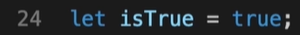 24 let isTrue = true;